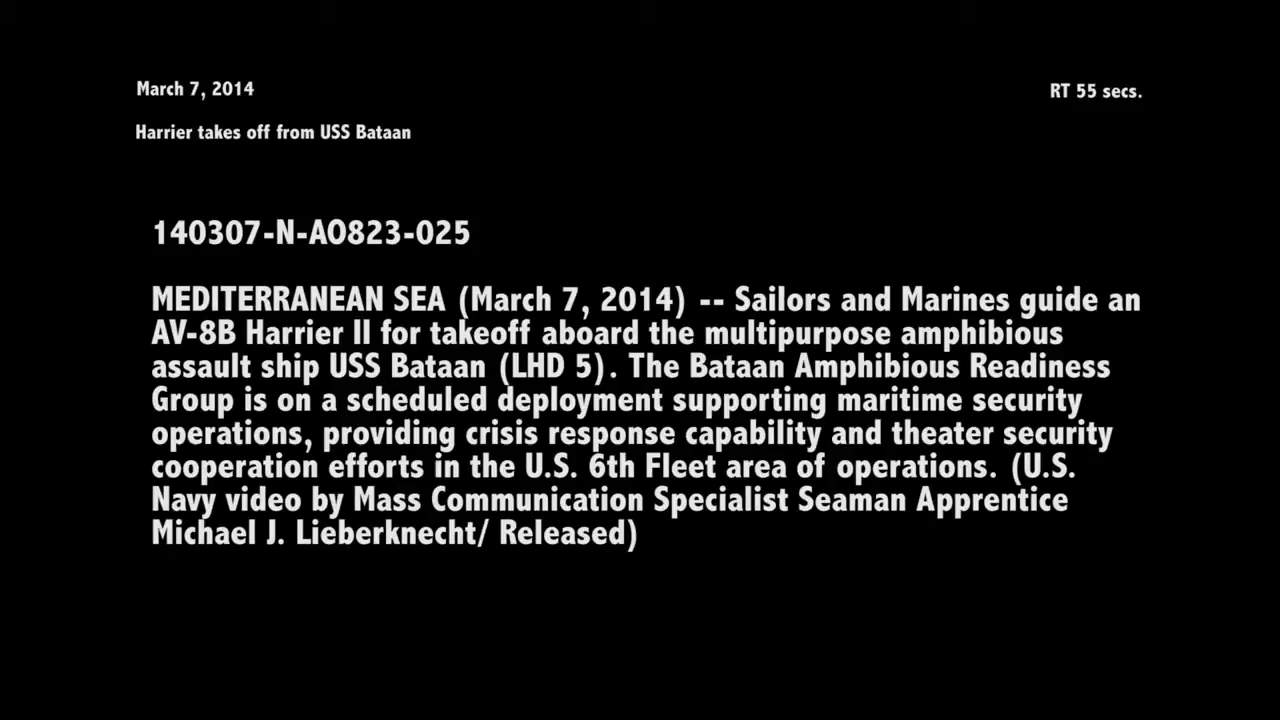 March 7, 2014
RT 55 secs.
Harrier takes off from USS Bataan
140307-N-AO823-025
MEDITERRANEAN SEA (March 7, 2014) -- Sailors and Marines guide an
AV-8B Harrier II for takeoff aboard the multipurpose amphibious
assault ship USS Bataan (LHD 5). The Bataan Amphibious Readiness
Group is on a scheduled deployment supporting maritime security
operations, providing crisis response capability and theater security
cooperation efforts in the U.S. 6th Fleet area of operations. (U.S.
Navy video by Mass Communication Specialist Seaman Apprentice
Michael J. Lieberknecht/ Released)